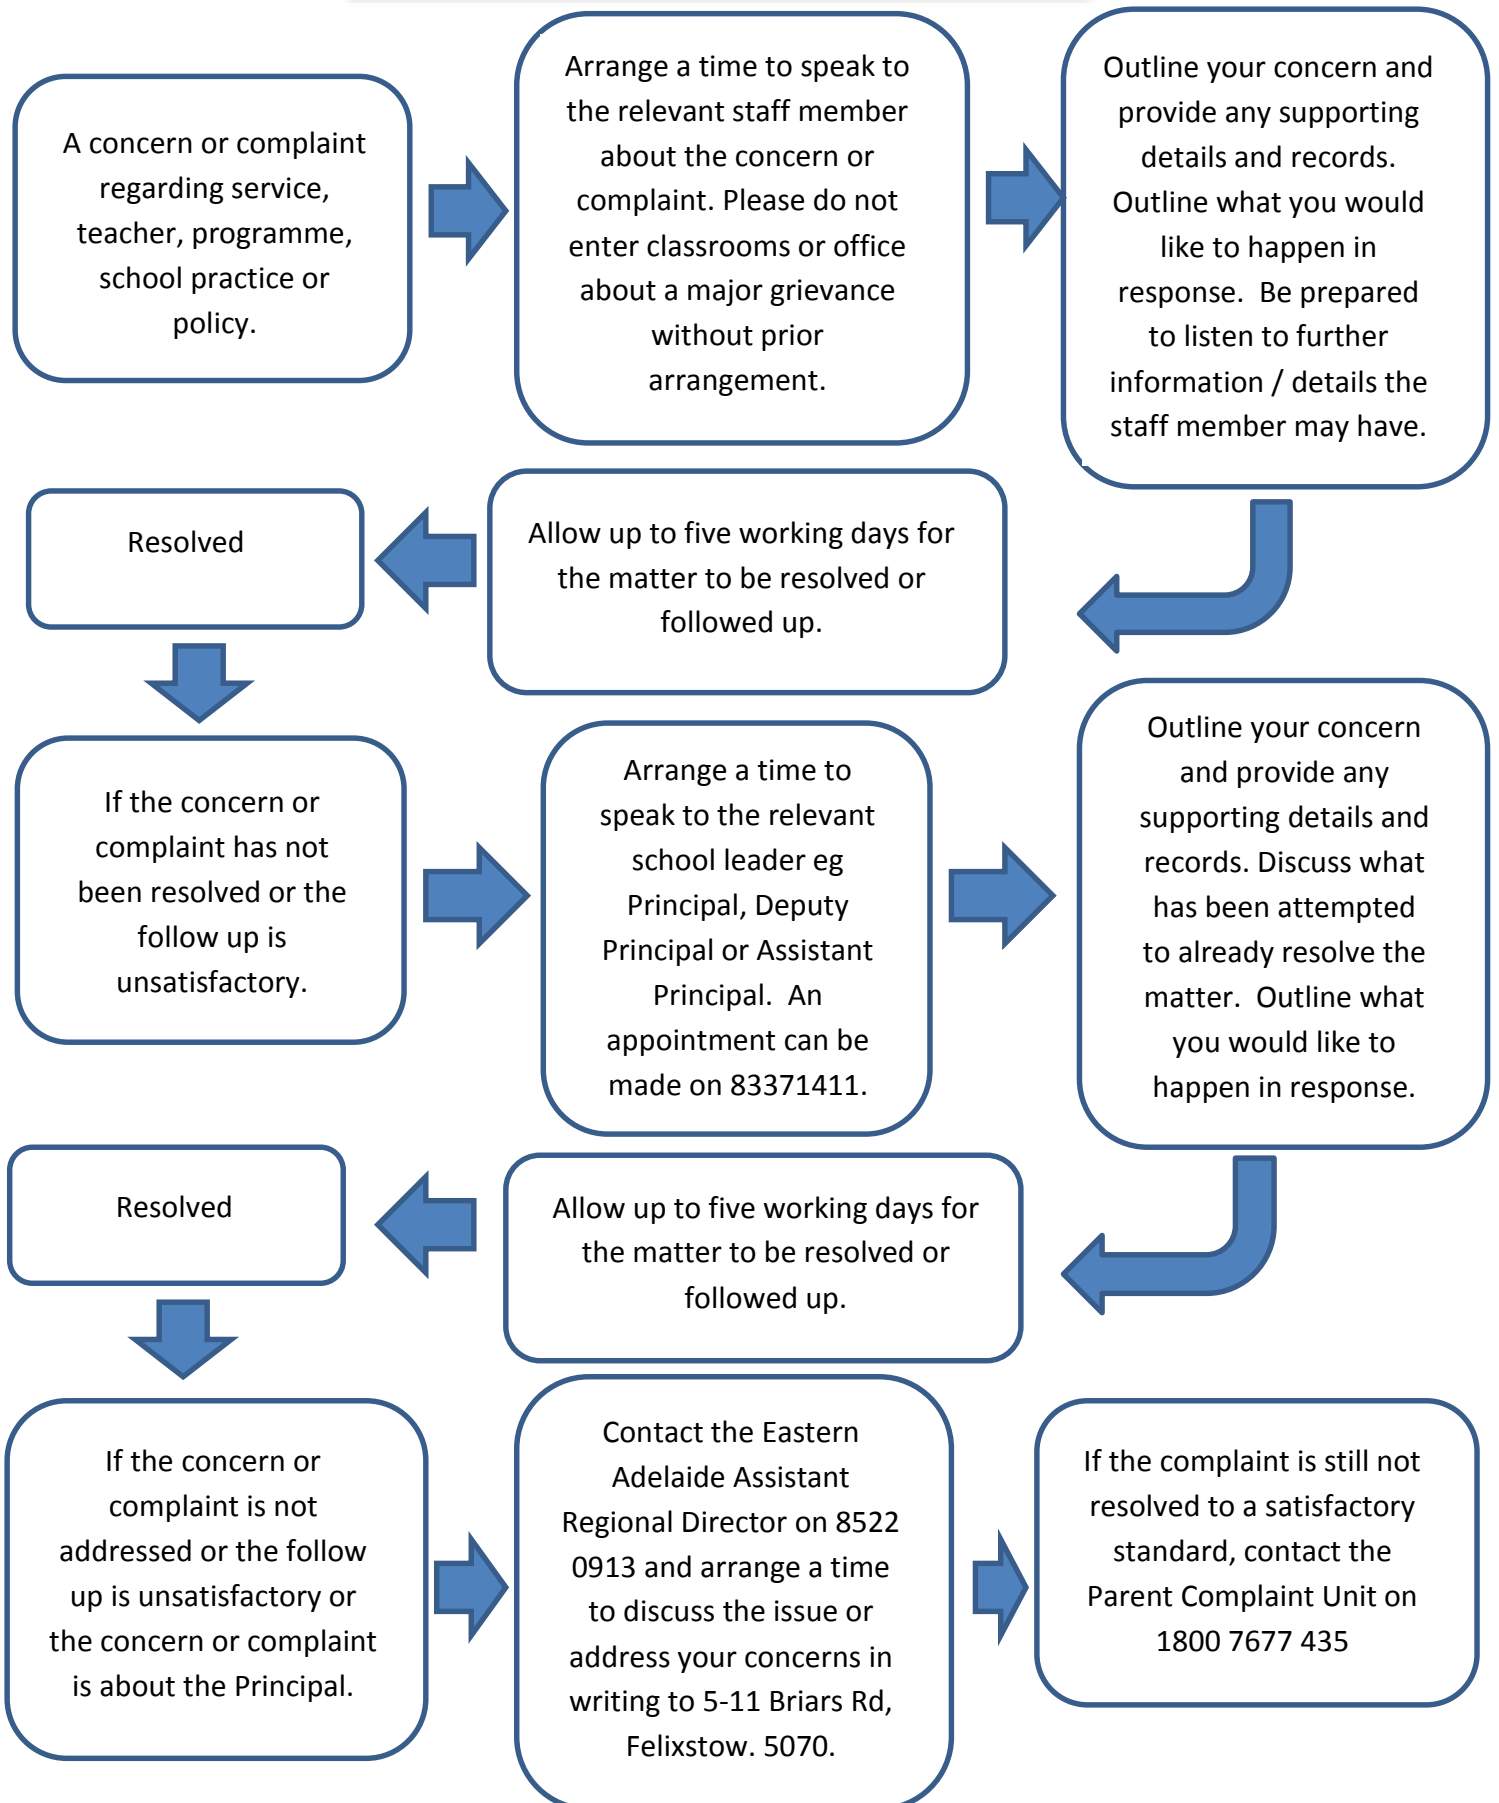 A concern or complaint
regarding service,
teacher, programme,
school practice or
policy.
Arrange a time to speak to
the relevant staff member
about the concern or
complaint. Please do not
enter classrooms or office
about a major grievance
without prior
arrangement.
Outline your concern and
provide any supporting
details and records.
Outline what you would
like to happen in
response.  Be prepared
to listen to further
information / details the
staff member may have.
Allow up to five working days for
the matter to be resolved or
followed up.
Resolved
If the concern or
complaint has not
been resolved or the
follow up is
unsatisfactory.
Arrange a time to
speak to the relevant
school leader eg
Principal, Deputy
Principal or Assistant
Principal.  An
appointment can be
made on 83371411.
Outline your concern
and provide any
supporting details and
records. Discuss what
has been attempted
to already resolve the
matter.  Outline what
you would like to
happen in response.
Allow up to five working days for
the matter to be resolved or
followed up.
Resolved
If the concern or
complaint is not
addressed or the follow
up is unsatisfactory or
the concern or complaint
is about the Principal.
Contact the Eastern
Adelaide Assistant
Regional Director on 8522
0913 and arrange a time
to discuss the issue or
address your concerns in
writing to 5-11 Briars Rd,
Felixstow. 5070.
If the complaint is still not
resolved to a satisfactory
standard, contact the
Parent Complaint Unit on
1800 7677 435